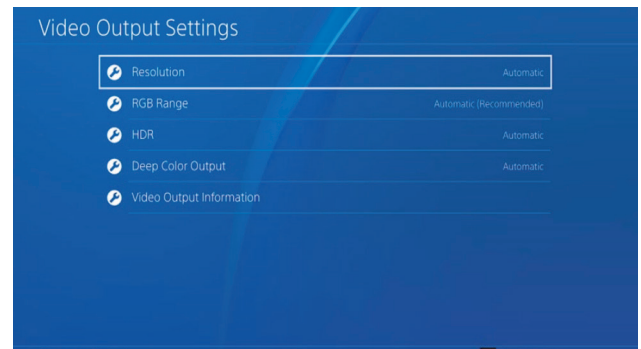 Video Output Settings
Resolution Automatic
RGB Range Automatic (Recommended)
HDR Automatic
Deep Color Output Automatic
Video Output Information